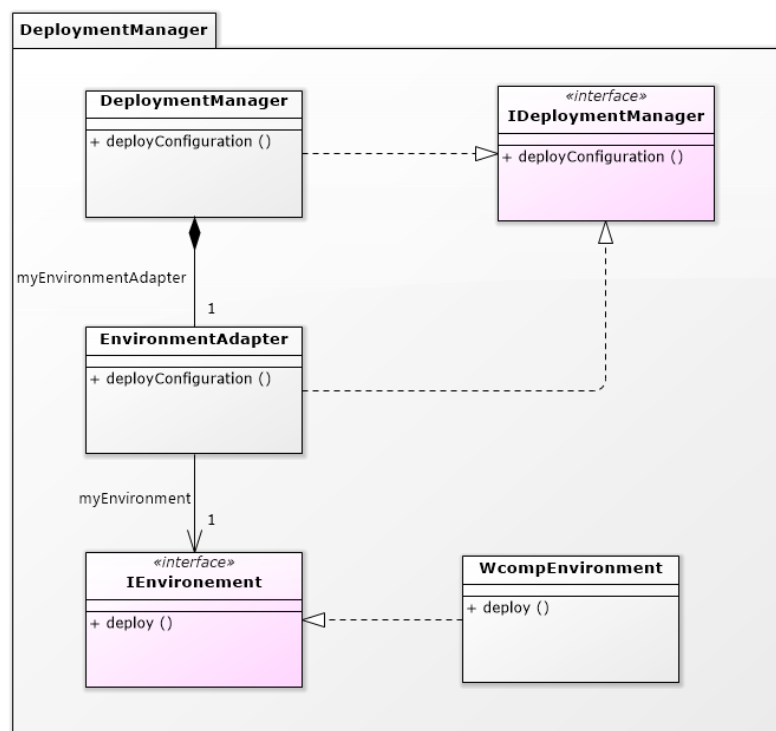 DeploymentManager
DeploymentManager
+ deployConfiguration ()
«interface»
IDeploymentManager
+ deployConfiguration ()
myEnvironmentAdapter
1
EnvironmentAdapter
+ deployConfiguration ()
myEnvironment
1
«interface»
IEnvironement
+ deploy ()
WcompEnvironment
+ deploy ()